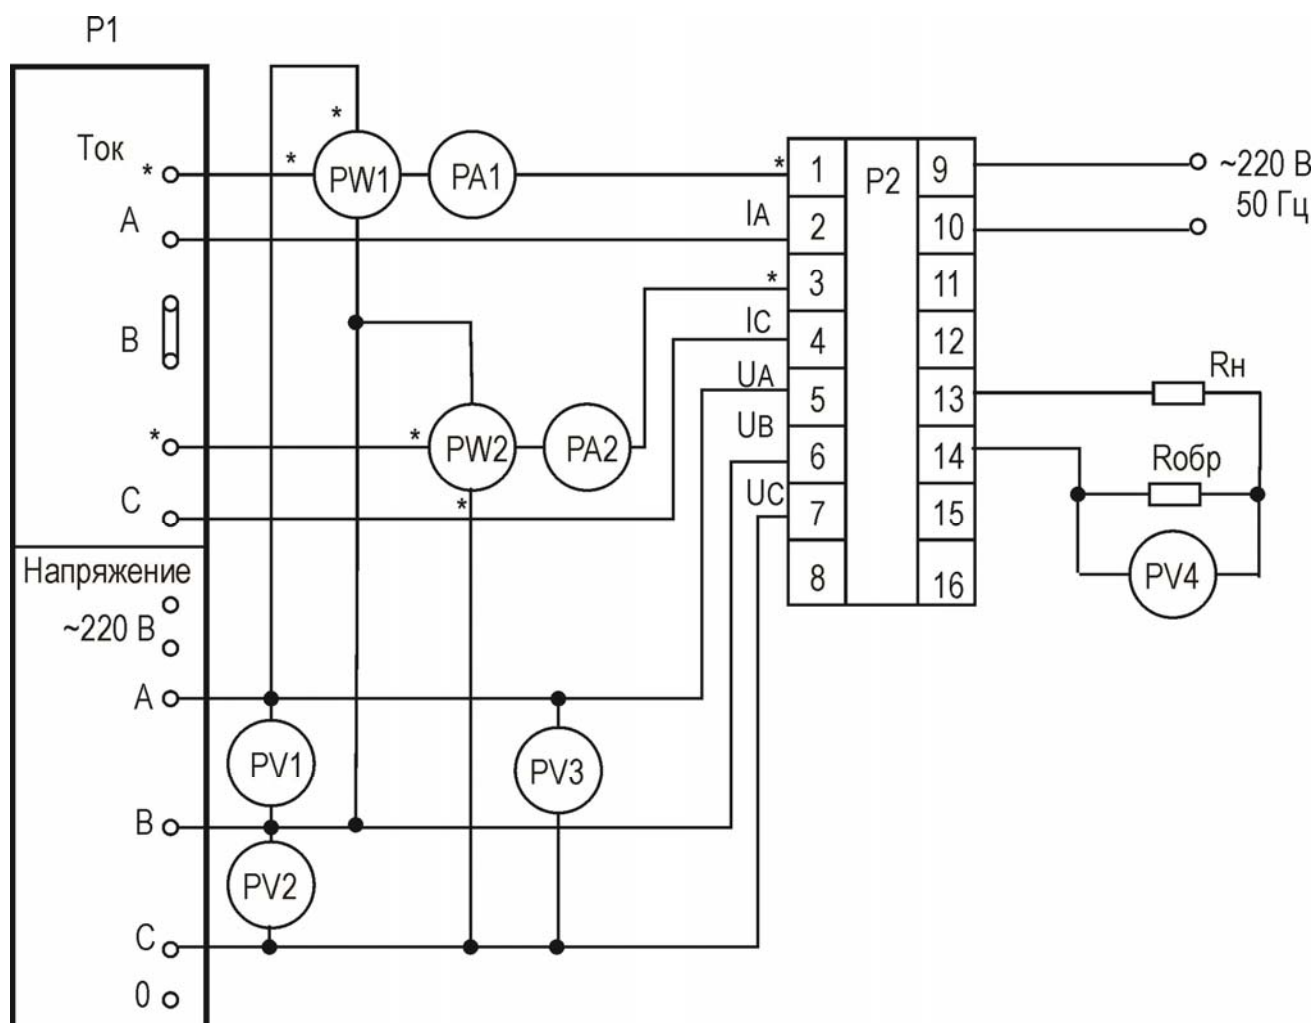 P1
Ток
*
*
*
PW1
PA1
*
1
P2
9
~220 В
50 Гц
A
IA
2
10
*
3
11
B
IC
4
12
UA
5
13
Rн
*
*
PW2
PA2
UB
6
14
Rобр
C
*
UC
7
15
Напряжение
8
16
PV4
~220 В
A
PV1
PV3
B
PV2
C
0